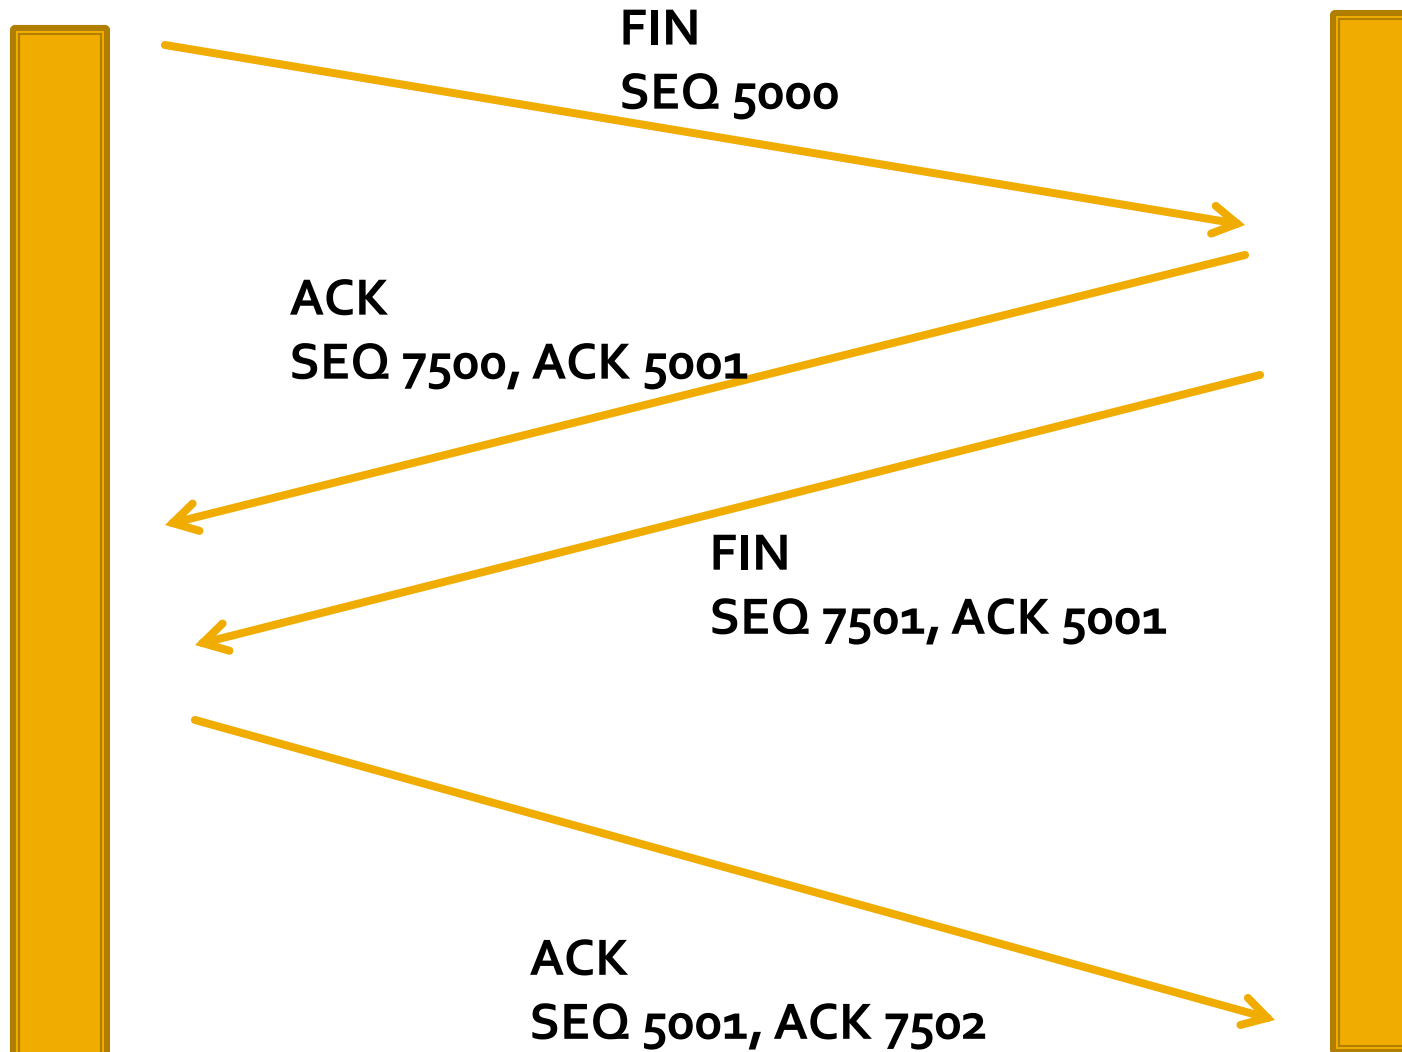 FIN
SEQ 5000
ACK
SEQ 7500, ACK 5001
FIN
SEQ 7501, ACK 5001
ACK
SEQ 5001, ACK 7502